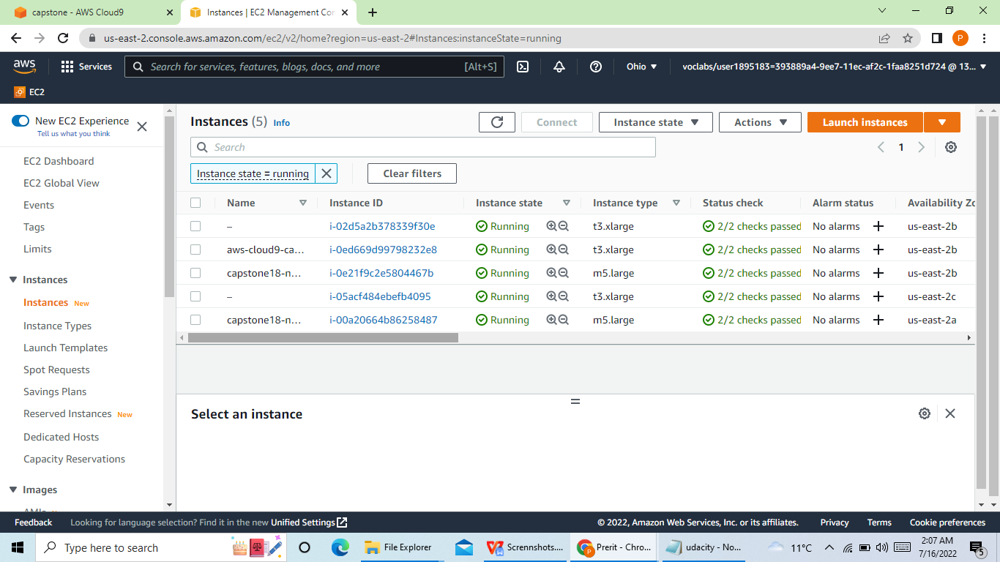 capstone - AWS Cloud9
Instances | EC2 Management Con
us-east-2.console.aws.amazon.com/ec2/v2/home?region=us-east-2#Instances:instanceState=running
P
aws
Services
Search for services, features, blogs, docs, and more
[Alt+S]
Ohio
voclabs/user1895183=393889a4-9ee7-11ec-af2c-1faa8251d724 @ 13...
EC2
New EC2 Experience
Tell us what you think
EC2 Dashboard
EC2 Global View
Events
Tags
Limits
Instances
Instances New
Instance Types
Launch Templates
Spot Requests
Savings Plans
Reserved Instances New
Dedicated Hosts
Capacity Reservations
Images
Instances (5) Info
Connect
Instance state
Actions
Launch instances
Search
1
Instance state = running
Clear filters
Name Instance ID Instance state Instance type Status check Alarm status Availability Zo
– i-02d5a2b378339f30e Running t3.xlarge 2/2 checks passed No alarms + us-east-2b
aws-cloud9-ca... i-0ed669d99798232e8 Running t3.xlarge 2/2 checks passed No alarms + us-east-2b
capstone18-n... i-0e21f9c2e5804467b Running m5.large 2/2 checks passed No alarms + us-east-2b
– i-05acf484ebefb4095 Running t3.xlarge 2/2 checks passed No alarms + us-east-2c
capstone18-n... i-00a20664b86258487 Running m5.large 2/2 checks passed No alarms + us-east-2a
Select an instance
Feedback
Looking for language selection? Find it in the new Unified Settings
© 2022, Amazon Web Services, Inc. or its affiliates.
Privacy
Terms
Cookie preferences
Type here to search
File Explorer
Scrennshots....
Prerit - Chro...
udacity - No...
11°C
2:07 AM
7/16/2022
5